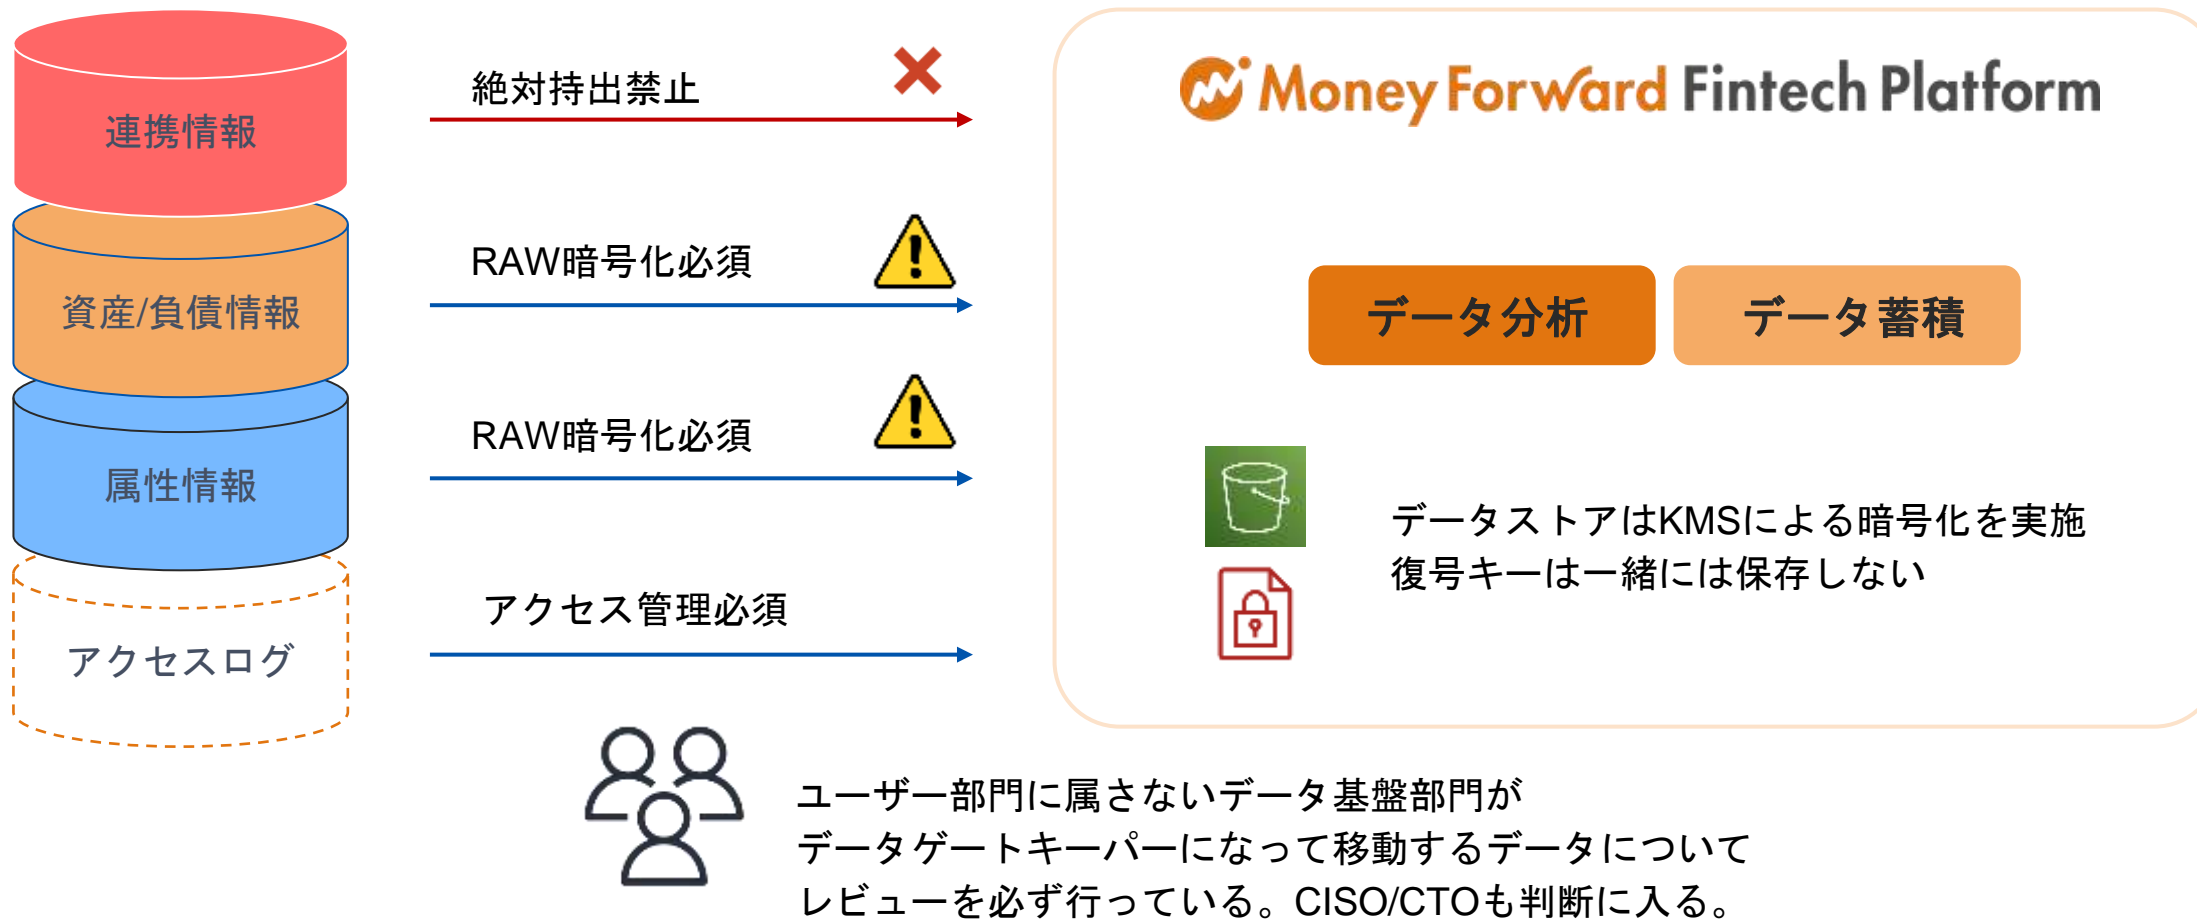 連携情報
絶対持出禁止
Money Forward Fintech Platform
資産/負債情報
RAW暗号化必須
データ分析
データ蓄積
属性情報
RAW暗号化必須
データストアはKMSによる暗号化を実施
復号キーは一緒には保存しない
アクセスログ
アクセス管理必須
ユーザー部門に属さないデータ基盤部門が
データゲートキーパーになって移動するデータについて
レビューを必ず行っている。CISO/CTOも判断に入る。